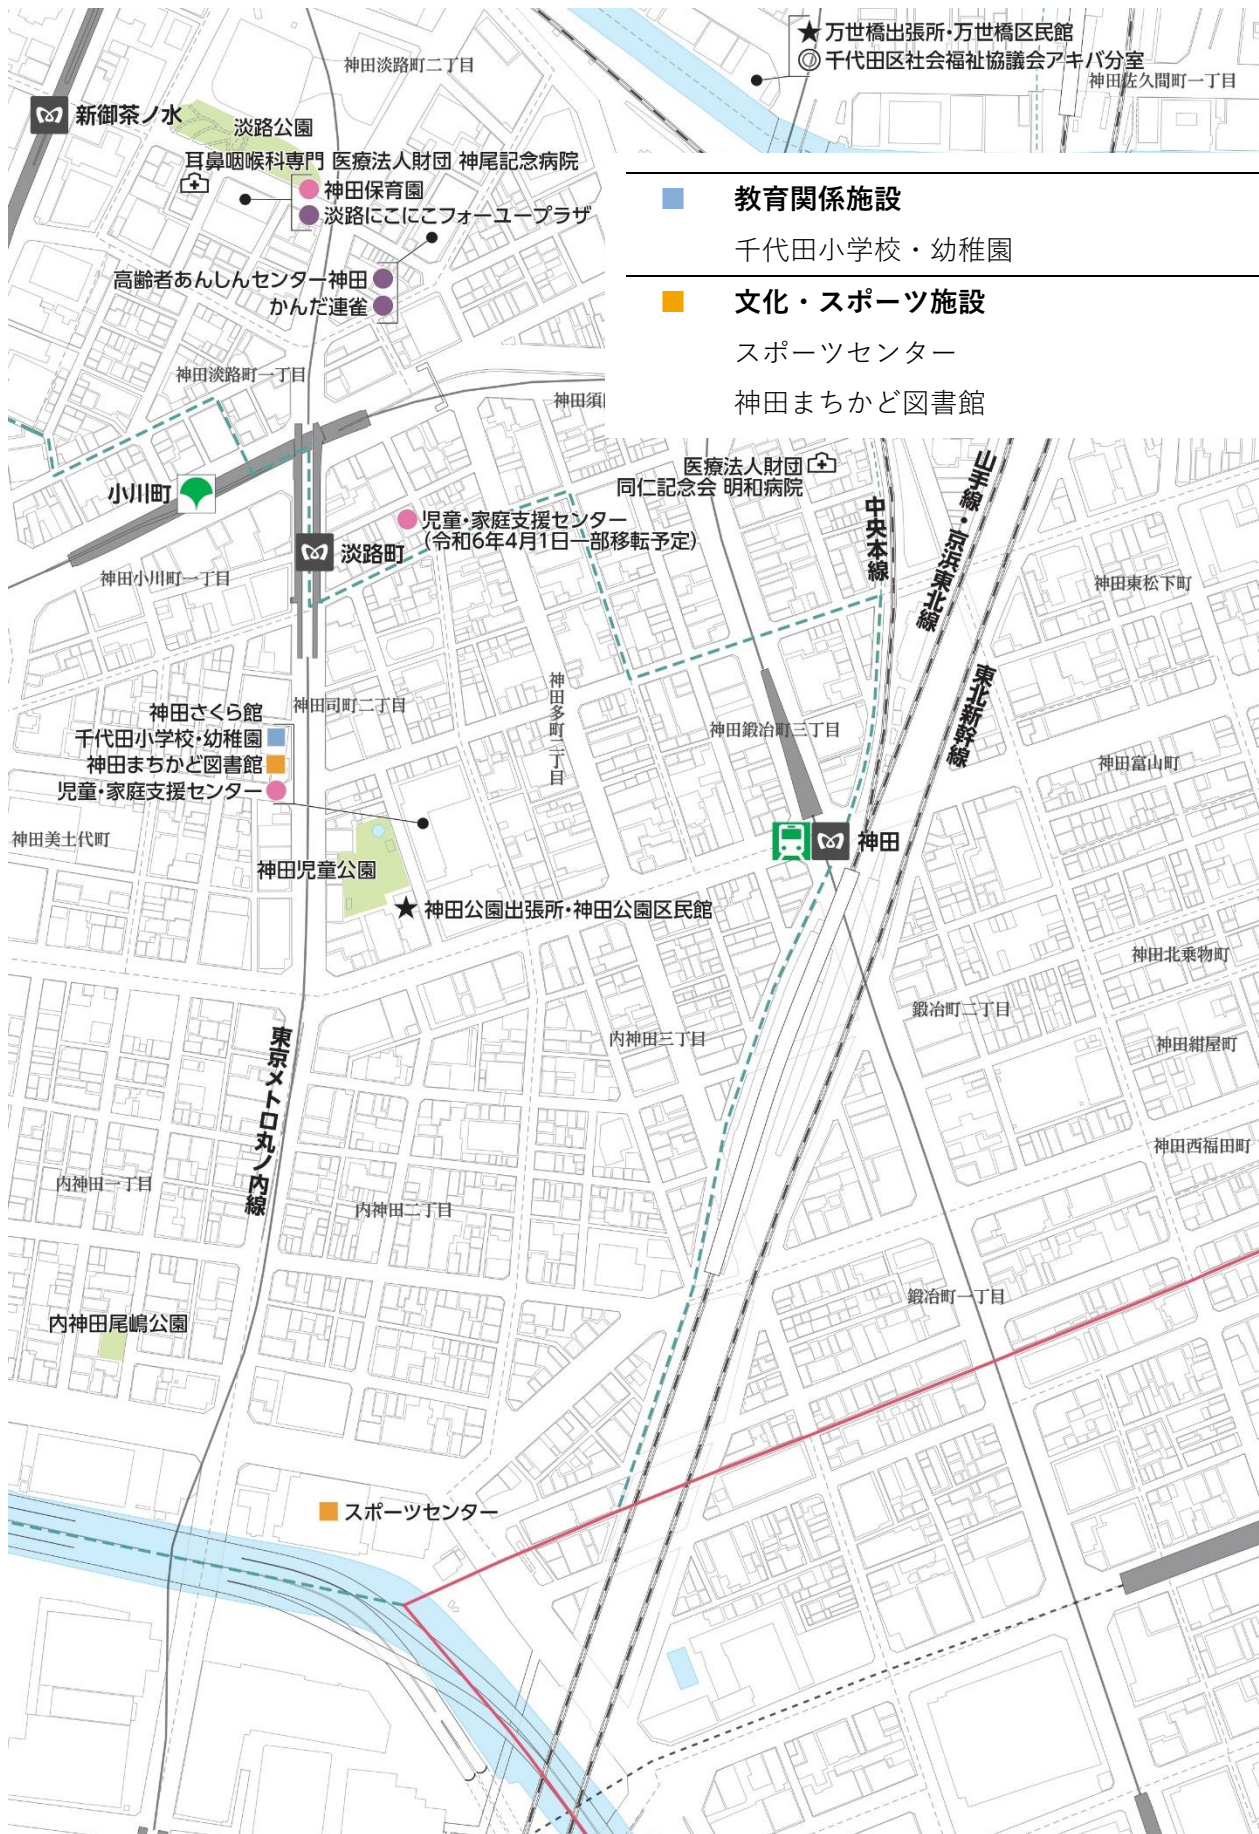 ★万世橋出張所・万世橋区民館
◎千代田区社会福祉協議会アキバ分室
神田淡路町二丁目
神田佐久間町一丁目
新御茶ノ水
淡路公園
耳鼻咽喉科専門 医療法人財団 神尾記念病院
神田保育園
淡路にこにこフォーユープラザ
高齢者あんしんセンター神田
かんだ連雀
教育関係施設
千代田小学校・幼稚園
文化・スポーツ施設
スポーツセンター
神田まちかど図書館
神田淡路町一丁目
神田須
小川町
医療法人財団
同仁記念会 明和病院
児童・家庭支援センター
(令和6年4月1日一部移転予定)
淡路町
神田小川町一丁目
中央本線
山手線・京浜東北線
神田東松下町
東北新幹線
神田司町二丁目
神田多町二丁目
神田鍛冶町三丁目
神田さくら館
千代田小学校・幼稚園
神田まちかど図書館
児童・家庭支援センター
神田富山町
神田美土代町
神田
神田児童公園
★神田公園出張所・神田公園区民館
神田北乗物町
鍛冶町二丁目
内神田三丁目
神田紺屋町
東京メトロ丸ノ内線
神田西福田町
内神田一丁目
内神田二丁目
鍛冶町一丁目
内神田尾嶋公園
スポーツセンター